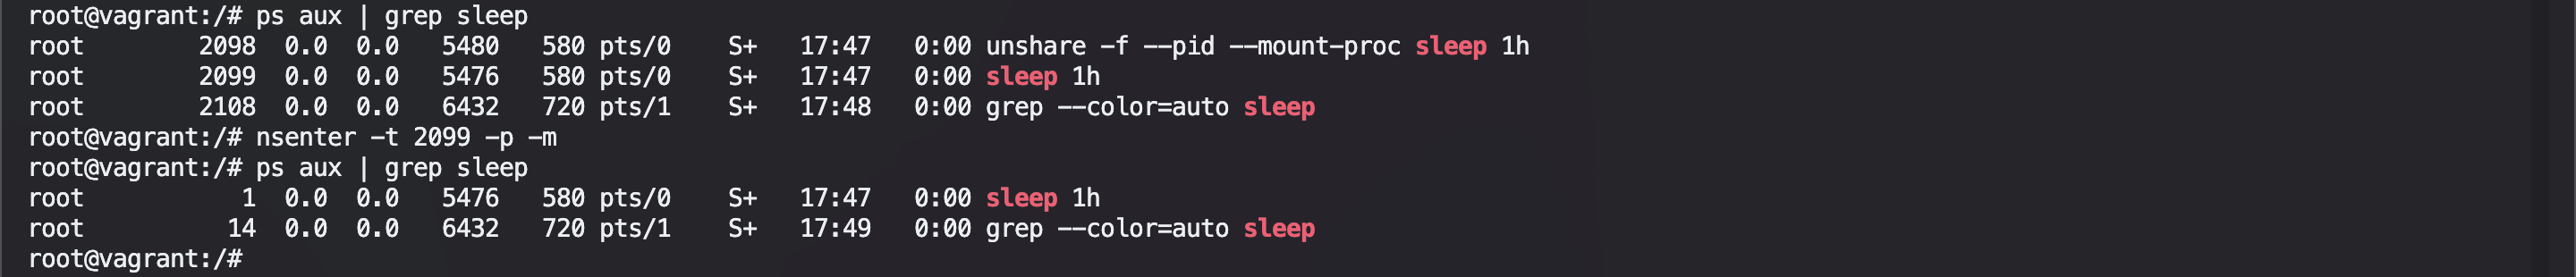 root@vagrant:/# ps aux | grep sleep
root        2098  0.0  0.0   5480   580 pts/0    S+   17:47   0:00 unshare -f --pid --mount-proc sleep 1h
root        2099  0.0  0.0   5476   580 pts/0    S+   17:47   0:00 sleep 1h
root        2108  0.0  0.0   6432   720 pts/1    S+   17:48   0:00 grep --color=auto sleep
root@vagrant:/# nsenter -t 2099 -p -m
root@vagrant:/# ps aux | grep sleep
root           1  0.0  0.0   5476   580 pts/0    S+   17:47   0:00 sleep 1h
root          14  0.0  0.0   6432   720 pts/1    S+   17:49   0:00 grep --color=auto sleep
root@vagrant:/#